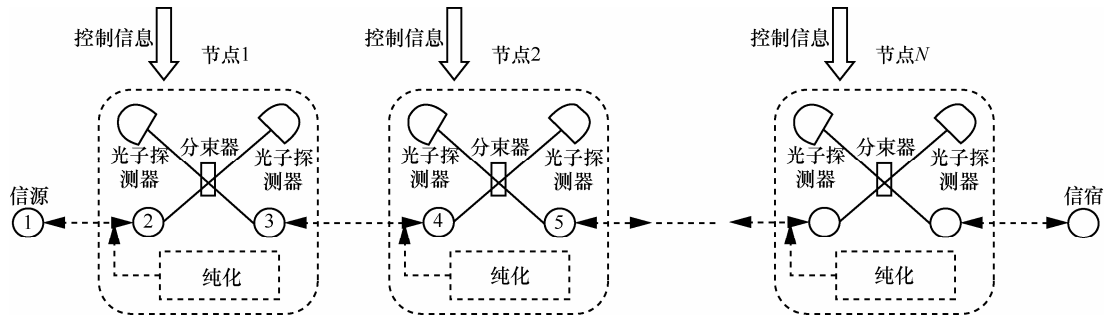 控制信息
节点1
控制信息
节点2
控制信息
节点N
光子探
测器
分束器
光子探
测器
光子探
测器
分束器
光子探
测器
光子探
测器
分束器
光子探
测器
信源
1
2
3
4
5
信宿
纯化
纯化
纯化